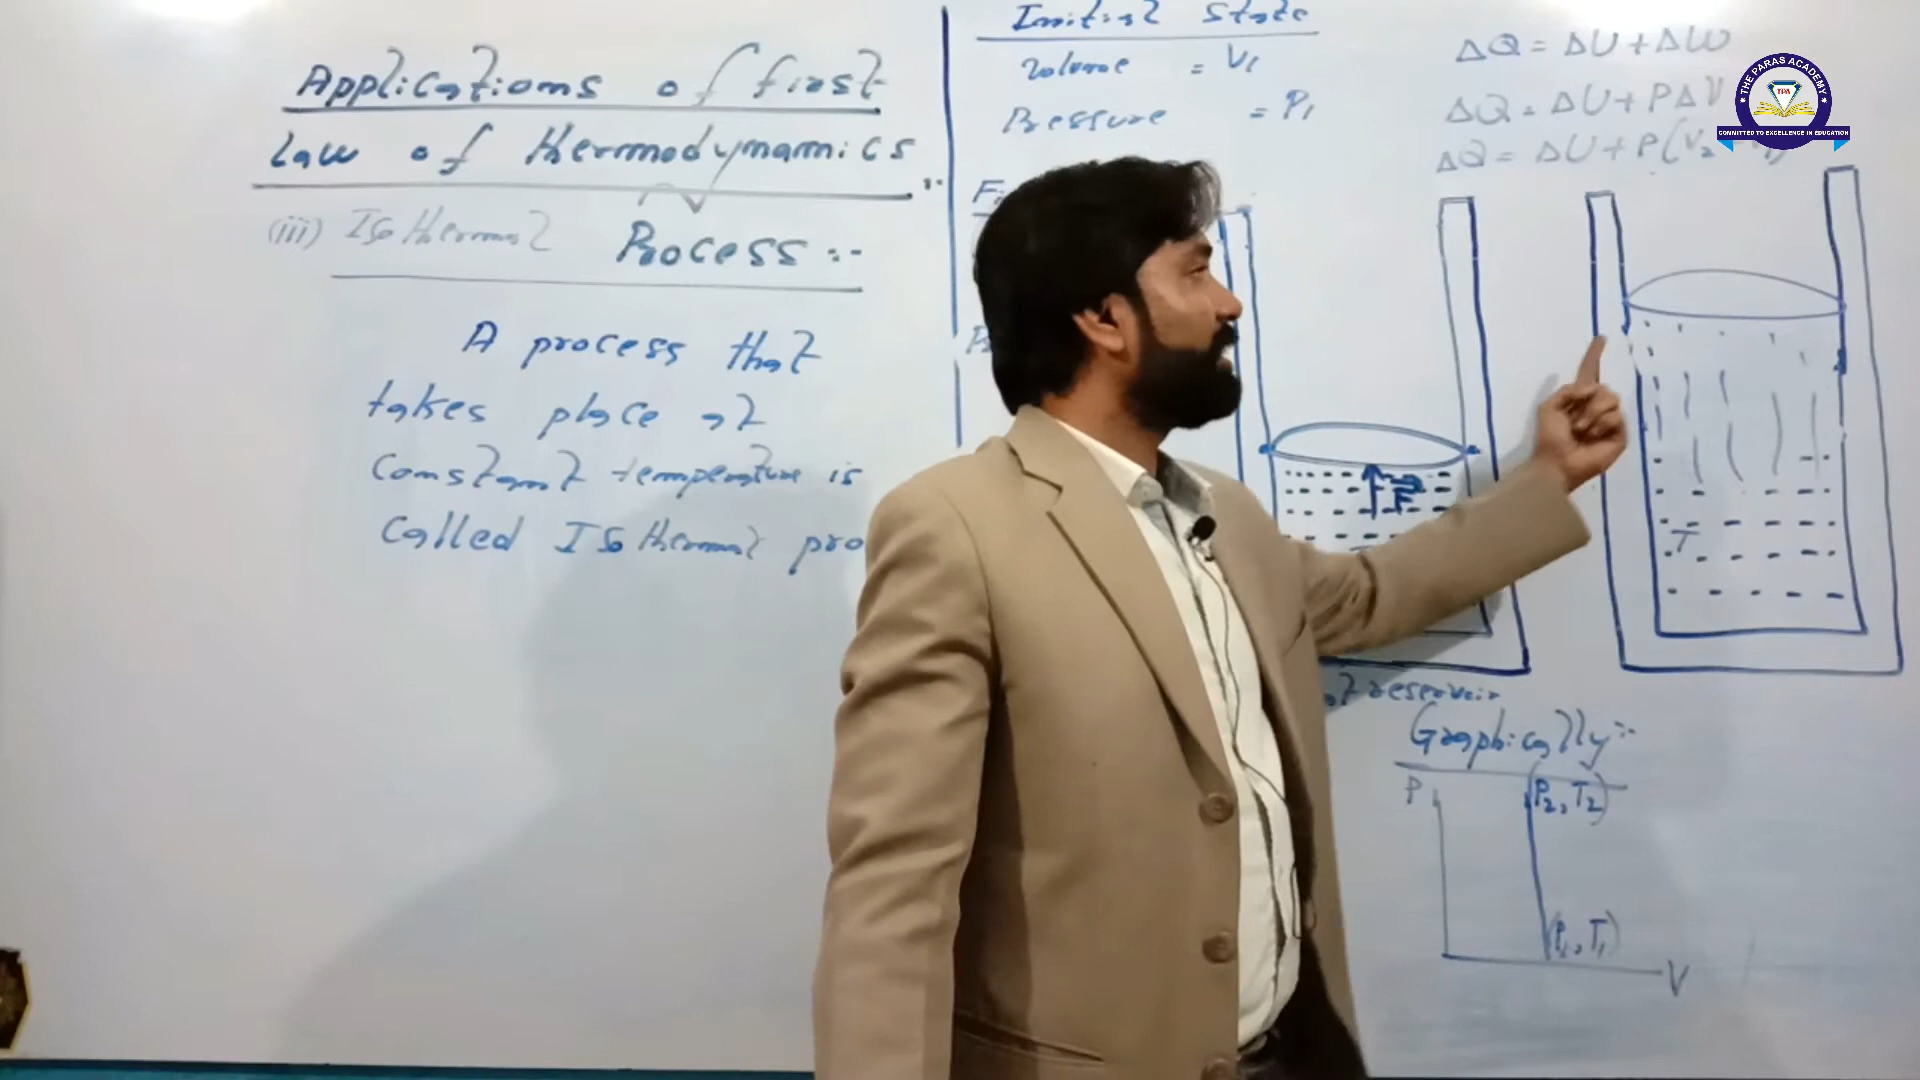 Applications of first
Law of thermodynamics
(iii) Isothermal Process :-
A process that
takes place at
constant temperature is
called Isothermal pro
Initial State
Volume = V1
Pressure = P1
ΔQ = ΔU + ΔW
ΔQ = ΔU + PΔV
ΔQ = ΔU + P(V2
THE PARAS ACADEMY
TPA
COMMITTED TO EXCELLENCE IN EDUCATION
F
T
reservoir
Graphically :-
P
(P2, T2)
(P1, T1)
V